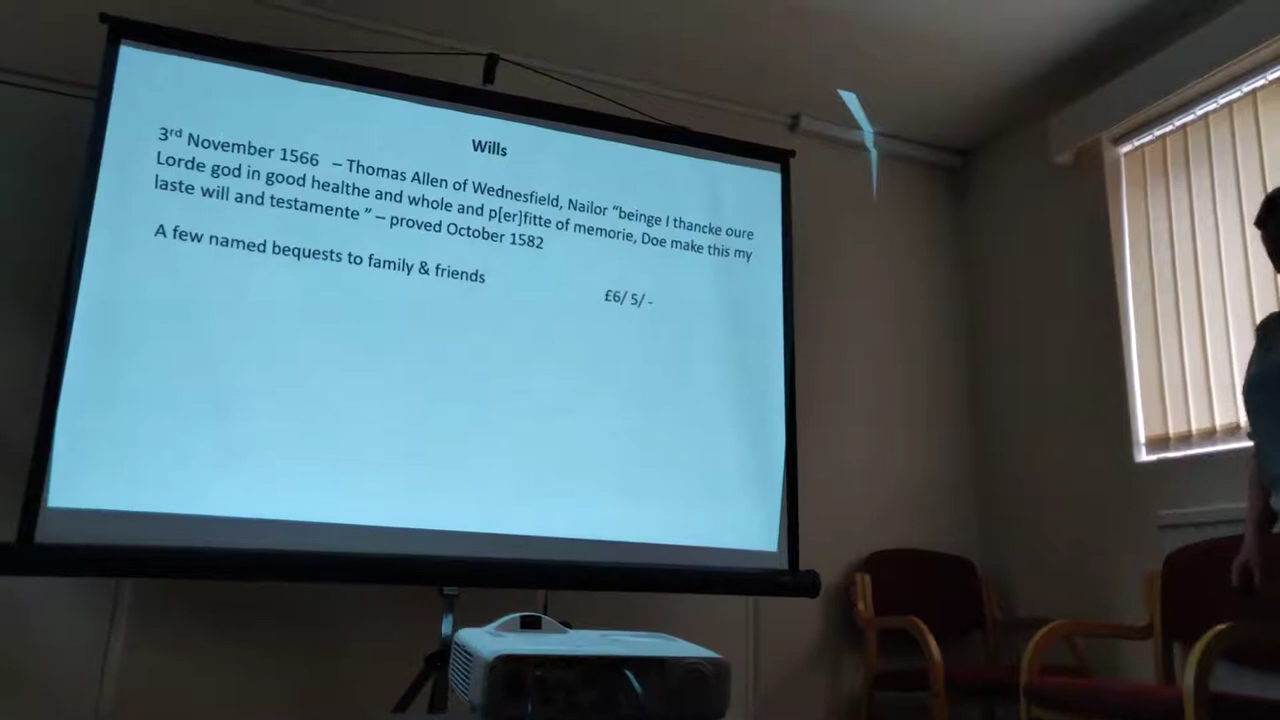 Wills
3rd November 1566 – Thomas Allen of Wednesfield, Nailor “beinge I thancke oure
Lorde god in good healthe and whole and p[er]fitte of memorie, Doe make this my
laste will and testamente ” – proved October 1582
A few named bequests to family & friends
£6/ 5/ -